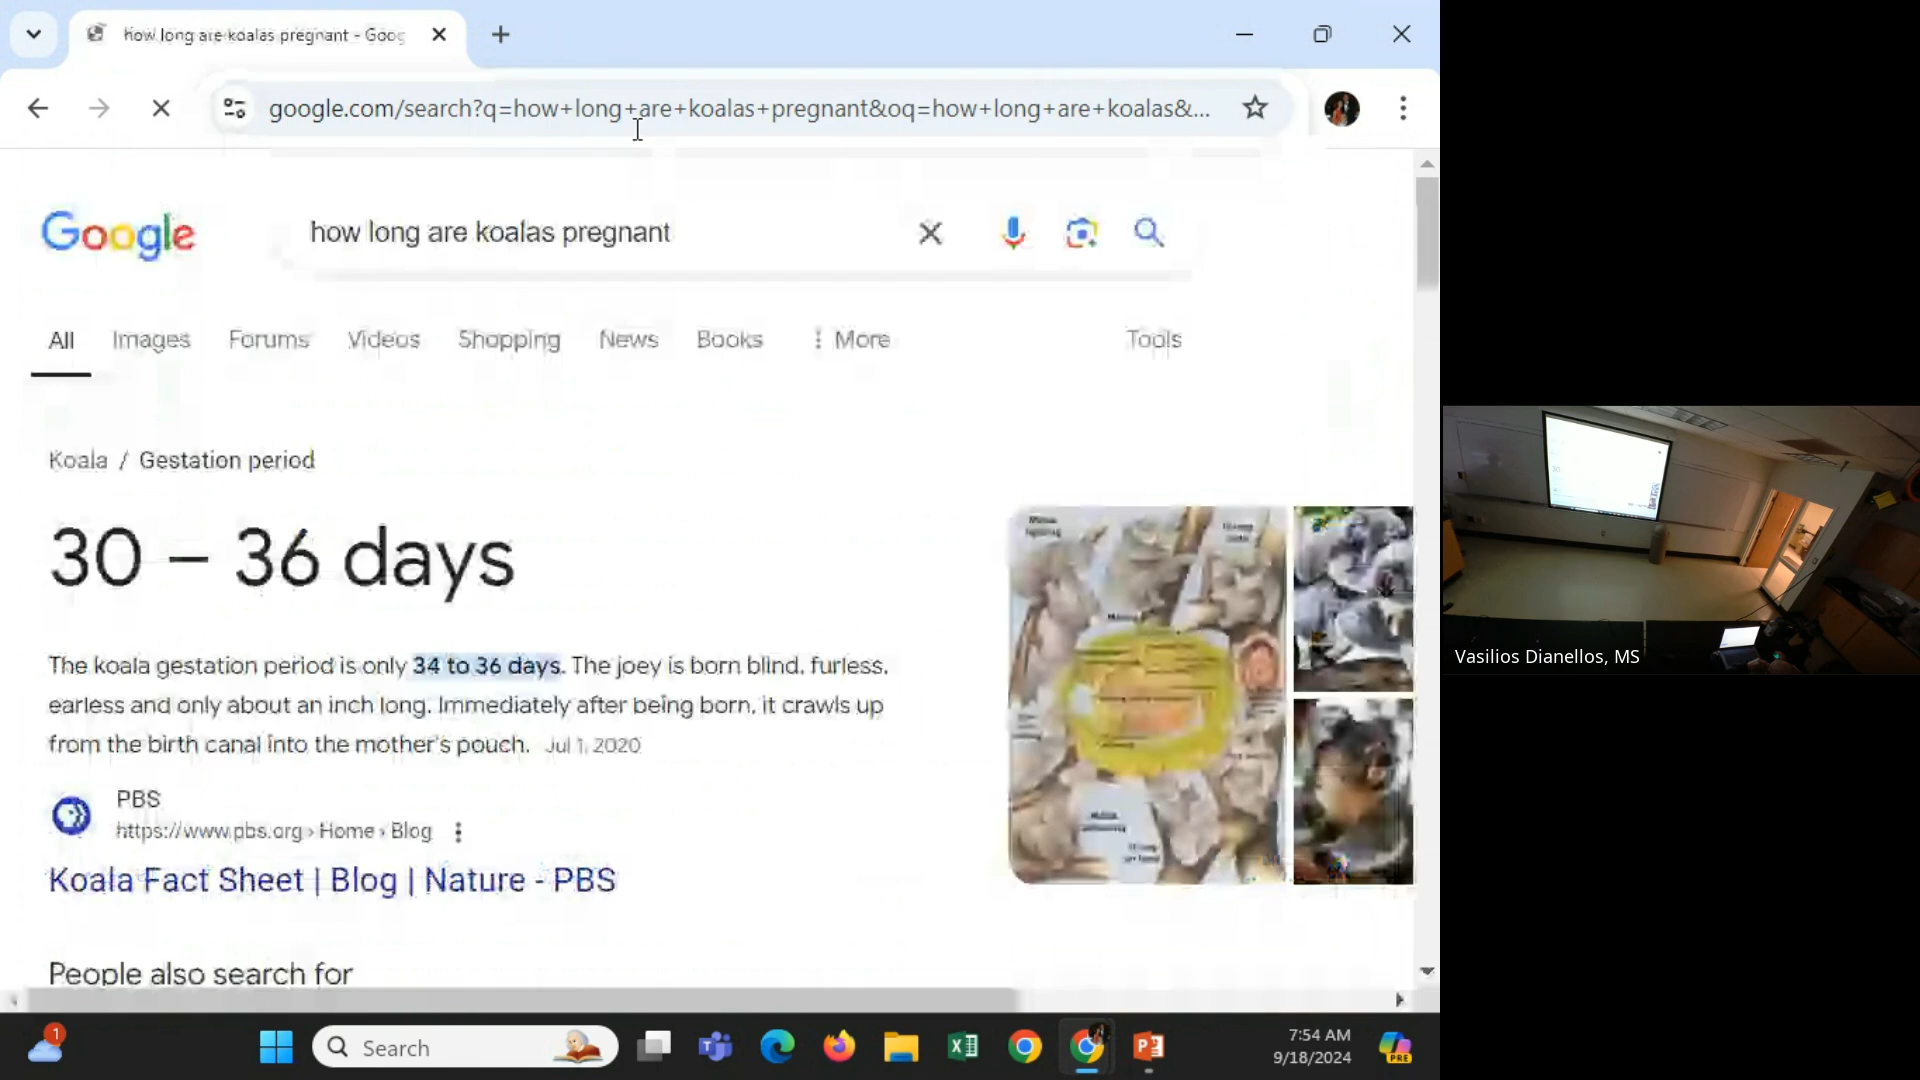 how long are koalas pregnant - Goog
google.com/search?q=how+long+are+koalas+pregnant&oq=how+long+are+koalas&...
Google
how long are koalas pregnant
All Images Forums Videos Shopping News Books More Tools
Koala / Gestation period
30 – 36 days
The koala gestation period is only 34 to 36 days. The joey is born blind, furless,
earless and only about an inch long. Immediately after being born, it crawls up
from the birth canal into the mother's pouch. Jul 1, 2020
PBS
https://www.pbs.org › Home › Blog
Koala Fact Sheet | Blog | Nature - PBS
People also search for
1
Search
PRE
7:54 AM
9/18/2024
Vasilios Dianellos, MS